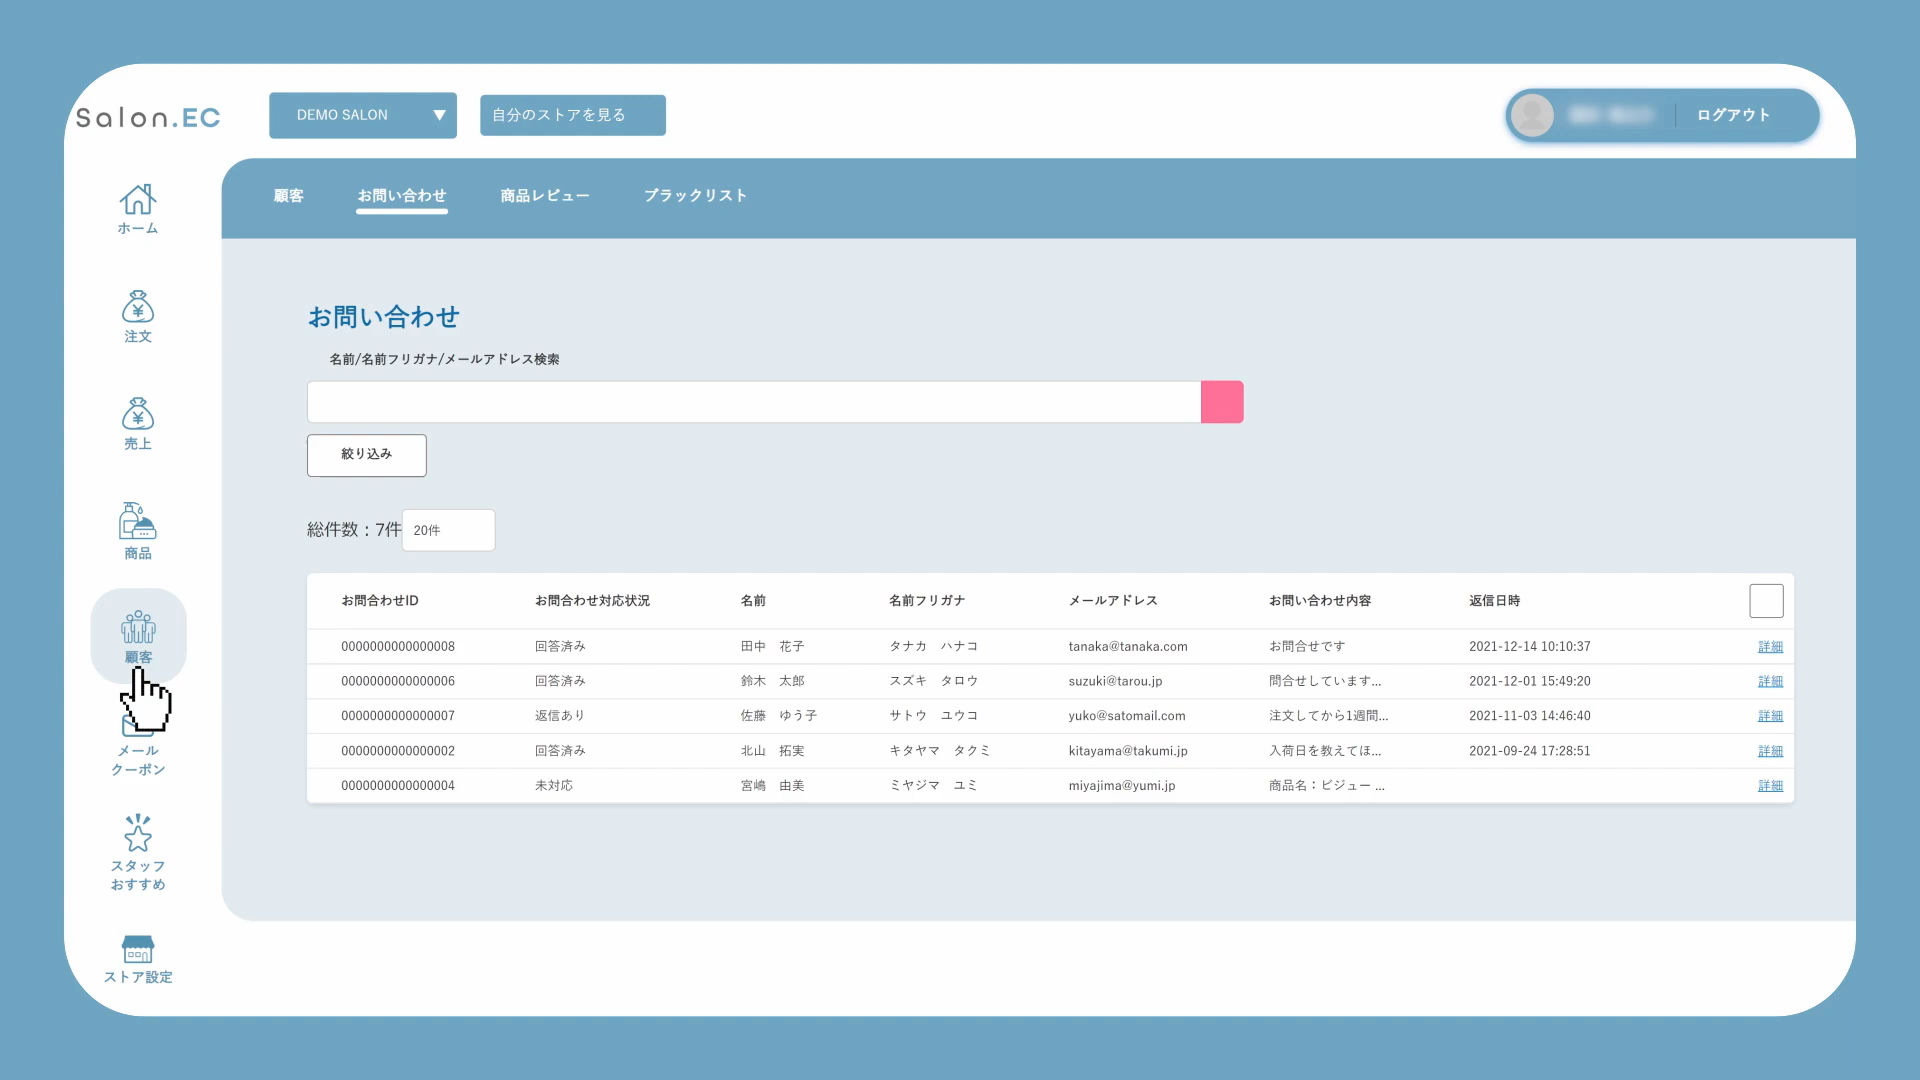 Salon.EC
DEMO SALON
自分のストアを見る
ログアウト
顧客 お問い合わせ 商品レビュー ブラックリスト
ホーム
注文
売上
商品
顧客
メール
クーポン
スタッフ
おすすめ
ストア設定
お問い合わせ
名前/名前フリガナ/メールアドレス検索
絞り込み
総件数：7件 20件
お問合わせID お問合わせ対応状況 名前 名前フリガナ メールアドレス お問い合わせ内容 返信日時
0000000000000008 回答済み 田中 花子 タナカ ハナコ tanaka@tanaka.com お問合せです 2021-12-14 10:10:37 詳細
0000000000000006 回答済み 鈴木 太郎 スズキ タロウ suzuki@tarou.jp 問合せしています... 2021-12-01 15:49:20 詳細
0000000000000007 返信あり 佐藤 ゆう子 サトウ ユウコ yuko@satomail.com 注文してから1週間... 2021-11-03 14:46:40 詳細
0000000000000002 回答済み 北山 拓実 キタヤマ タクミ kitayama@takumi.jp 入荷日を教えてほ... 2021-09-24 17:28:51 詳細
0000000000000004 未対応 宮嶋 由美 ミヤジマ ユミ miyajima@yumi.jp 商品名：ビジュー ... 詳細